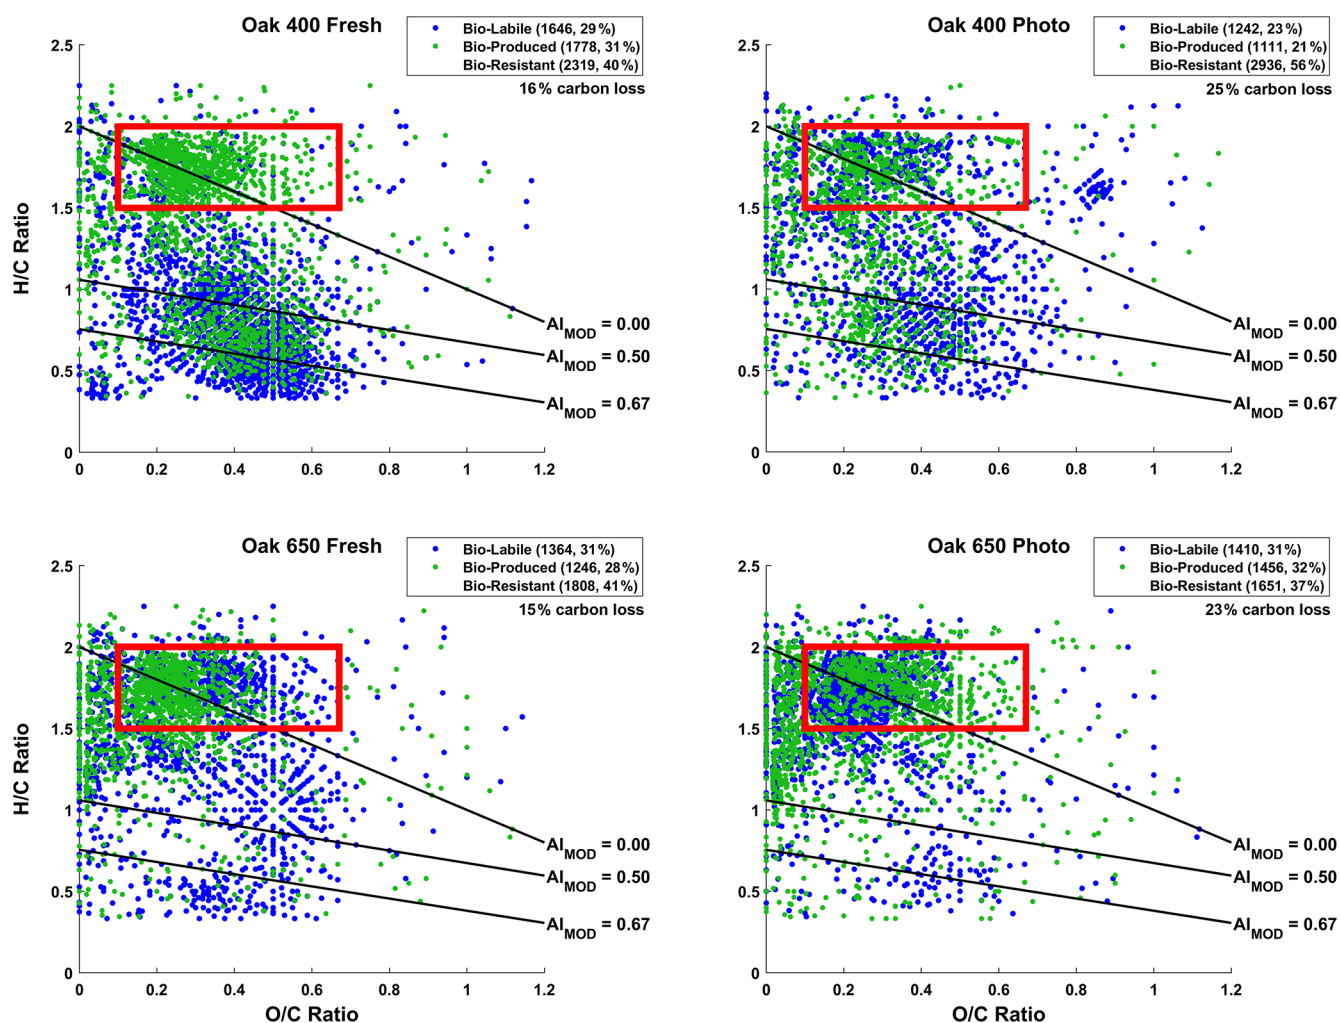 Oak 400 Fresh
Bio-Labile (1646, 29%)
Bio-Produced (1778, 31%)
Bio-Resistant (2319, 40%)
16% carbon loss
2.5
2
1.5
1
0.5
0
H/C Ratio
0 0.2 0.4 0.6 0.8 1 1.2
AIMOD = 0.00
AIMOD = 0.50
AIMOD = 0.67
Oak 400 Photo
Bio-Labile (1242, 23%)
Bio-Produced (1111, 21%)
Bio-Resistant (2936, 56%)
25% carbon loss
2.5
2
1.5
1
0.5
0
0 0.2 0.4 0.6 0.8 1 1.2
AIMOD = 0.00
AIMOD = 0.50
AIMOD = 0.67
Oak 650 Fresh
Bio-Labile (1364, 31%)
Bio-Produced (1246, 28%)
Bio-Resistant (1808, 41%)
15% carbon loss
2.5
2
1.5
1
0.5
0
H/C Ratio
0 0.2 0.4 0.6 0.8 1 1.2
O/C Ratio
AIMOD = 0.00
AIMOD = 0.50
AIMOD = 0.67
Oak 650 Photo
Bio-Labile (1410, 31%)
Bio-Produced (1456, 32%)
Bio-Resistant (1651, 37%)
23% carbon loss
2.5
2
1.5
1
0.5
0
0 0.2 0.4 0.6 0.8 1 1.2
O/C Ratio
AIMOD = 0.00
AIMOD = 0.50
AIMOD = 0.67